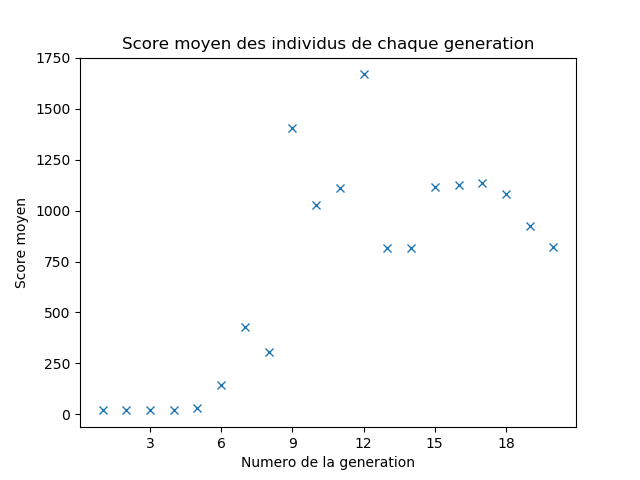 Score moyen des individus de chaque generation
1750
1500
1250
1000
750
500
250
0
Score moyen
3 6 9 12 15 18
Numero de la generation